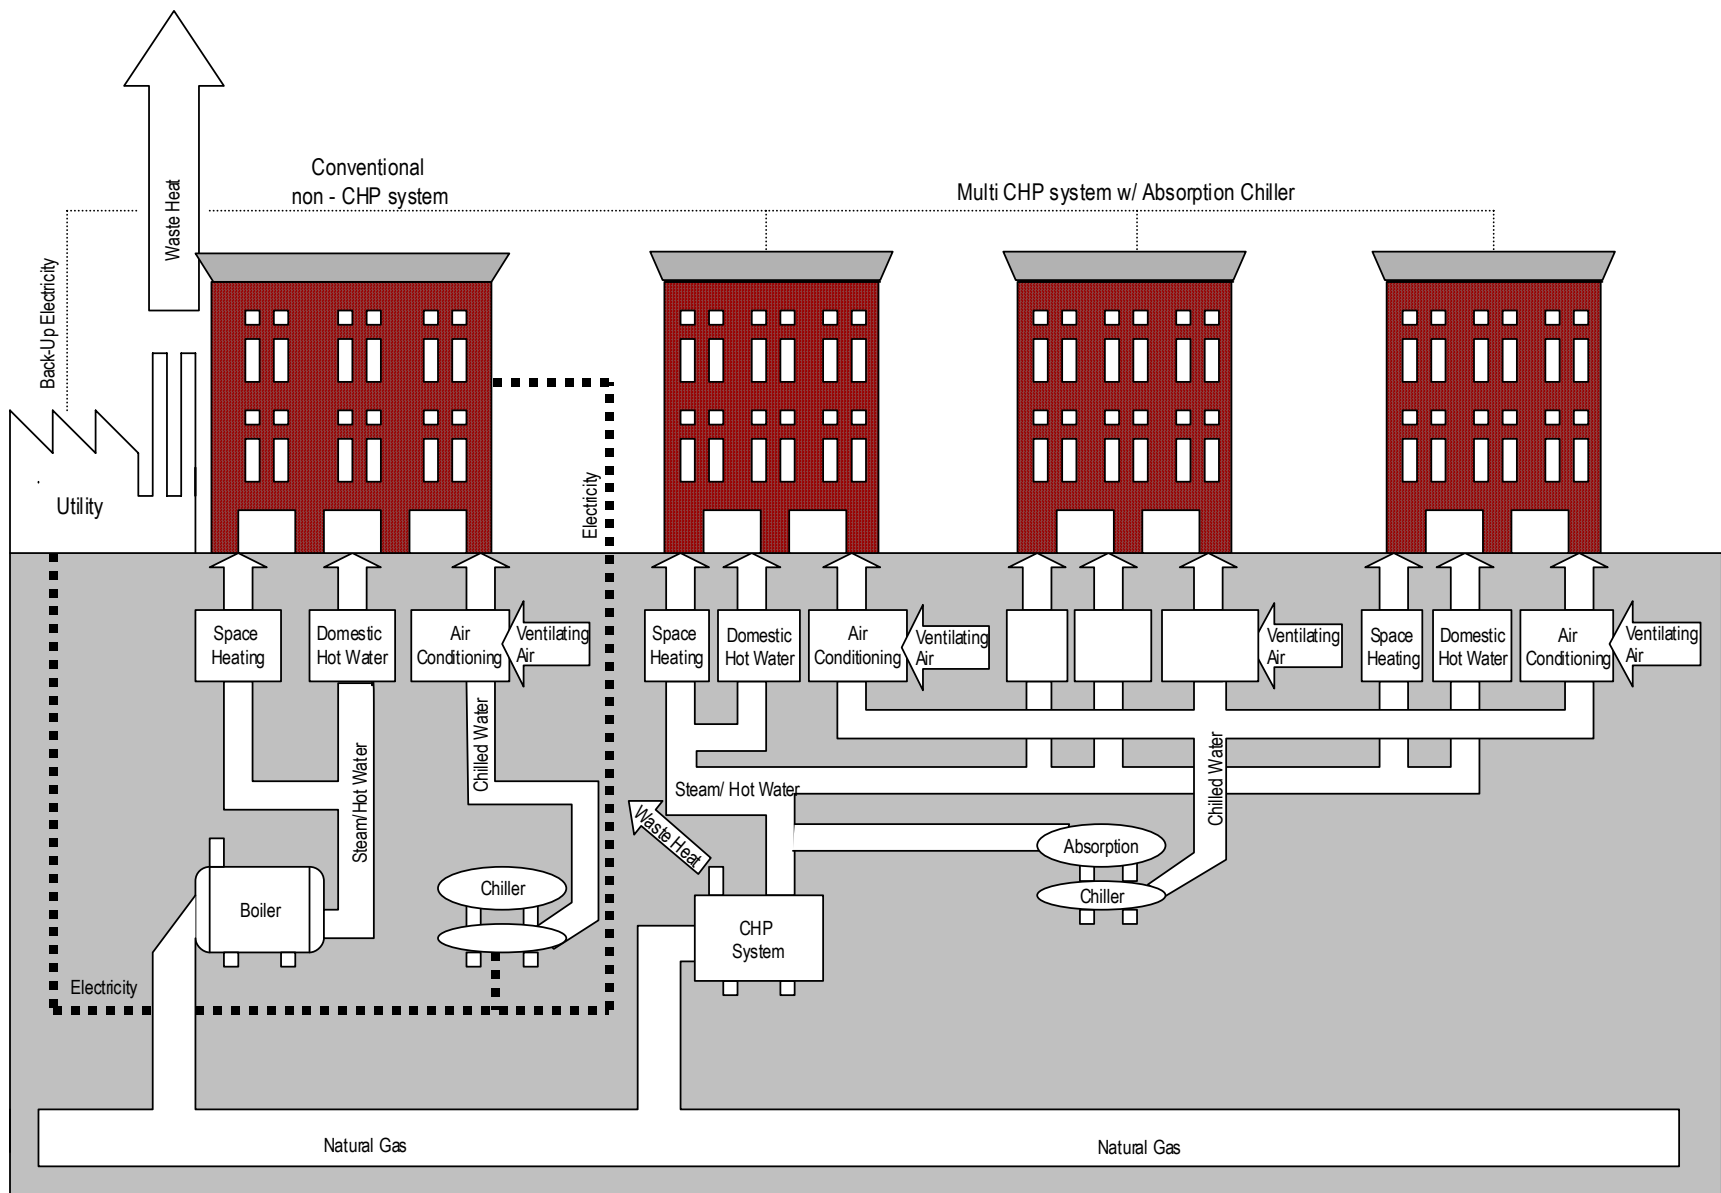 Conventional
non - CHP system
Multi CHP system w/ Absorption Chiller
Waste Heat
Back-Up Electricity
Utility
Electricity
Space
Heating
Domestic
Hot Water
Air
Conditioning
Ventilating
Air
Space
Heating
Domestic
Hot Water
Air
Conditioning
Ventilating
Air
Ventilating
Air
Space
Heating
Domestic
Hot Water
Air
Conditioning
Ventilating
Air
Steam/Hot Water
Chilled Water
Steam/ Hot Water
Chilled Water
Waste Heat
Boiler
Chiller
Absorption
Chiller
CHP
System
Electricity
Natural Gas
Natural Gas